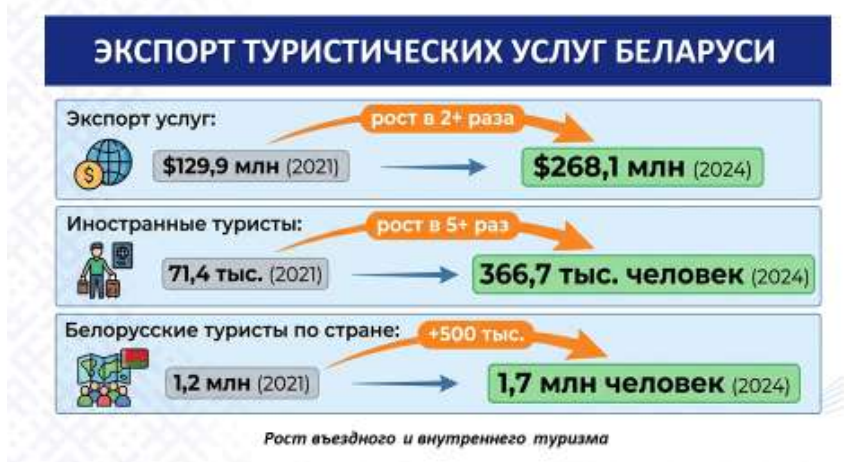 ЭКСПОРТ ТУРИСТИЧЕСКИХ УСЛУГ БЕЛАРУСИ
Экспорт услуг:
рост в 2+ раза
$
$129,9 млн (2021)
$268,1 млн (2024)
Иностранные туристы:
рост в 5+ раз
71,4 тыс. (2021)
366,7 тыс. человек (2024)
Белорусские туристы по стране:
+500 тыс.
1,2 млн (2021)
1,7 млн человек (2024)
Рост въездного и внутреннего туризма